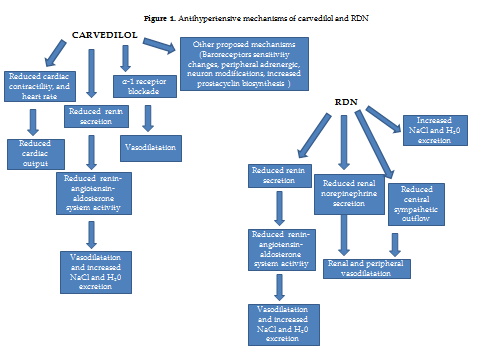 Figure 1. Antihypertensive mechanisms of carvedilol and RDN
CARVEDILOL
Other proposed mechanisms
(Baroreceptors sensitivity
changes, peripheral adrenergic,
neuron modifications, increased
prostacyclin biosynthesis )
Reduced cardiac
contractility, and
heart rate
α-1 receptor
blockade
Reduced renin
secretion
Reduced
cardiac
output
Vasodilatation
Reduced renin-
angiotensin-
aldosterone
system activity
Vasodilatation
and increased
NaCl and H₂0
excretion
RDN
Increased
NaCl and H₂0
excretion
Reduced renin
secretion
Reduced renal
norepinephrine
secretion
Reduced
central
sympathetic
outflow
Reduced renin-
angiotensin-
aldosterone
system activity
Renal and peripheral
vasodilatation
Vasodilatation
and increased
NaCl and H₂0
excretion